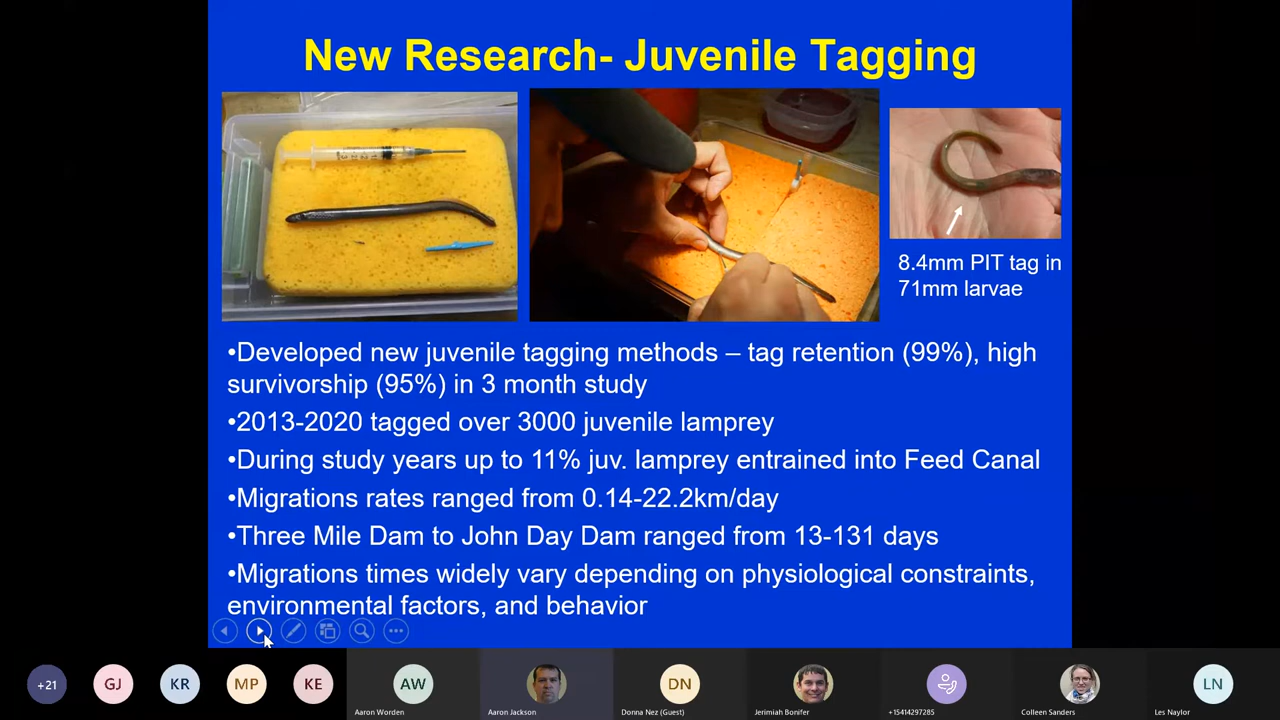 New Research- Juvenile Tagging
8.4mm PIT tag in
71mm larvae
•Developed new juvenile tagging methods – tag retention (99%), high
survivorship (95%) in 3 month study
•2013-2020 tagged over 3000 juvenile lamprey
•During study years up to 11% juv. lamprey entrained into Feed Canal
•Migrations rates ranged from 0.14-22.2km/day
•Three Mile Dam to John Day Dam ranged from 13-131 days
•Migrations times widely vary depending on physiological constraints,
environmental factors, and behavior
+21 GJ KR MP KE AW DN LN
Aaron Worden Aaron Jackson Donna Nez (Guest) Jerimiah Bonifer +15414297285 Colleen Sanders Les Naylor